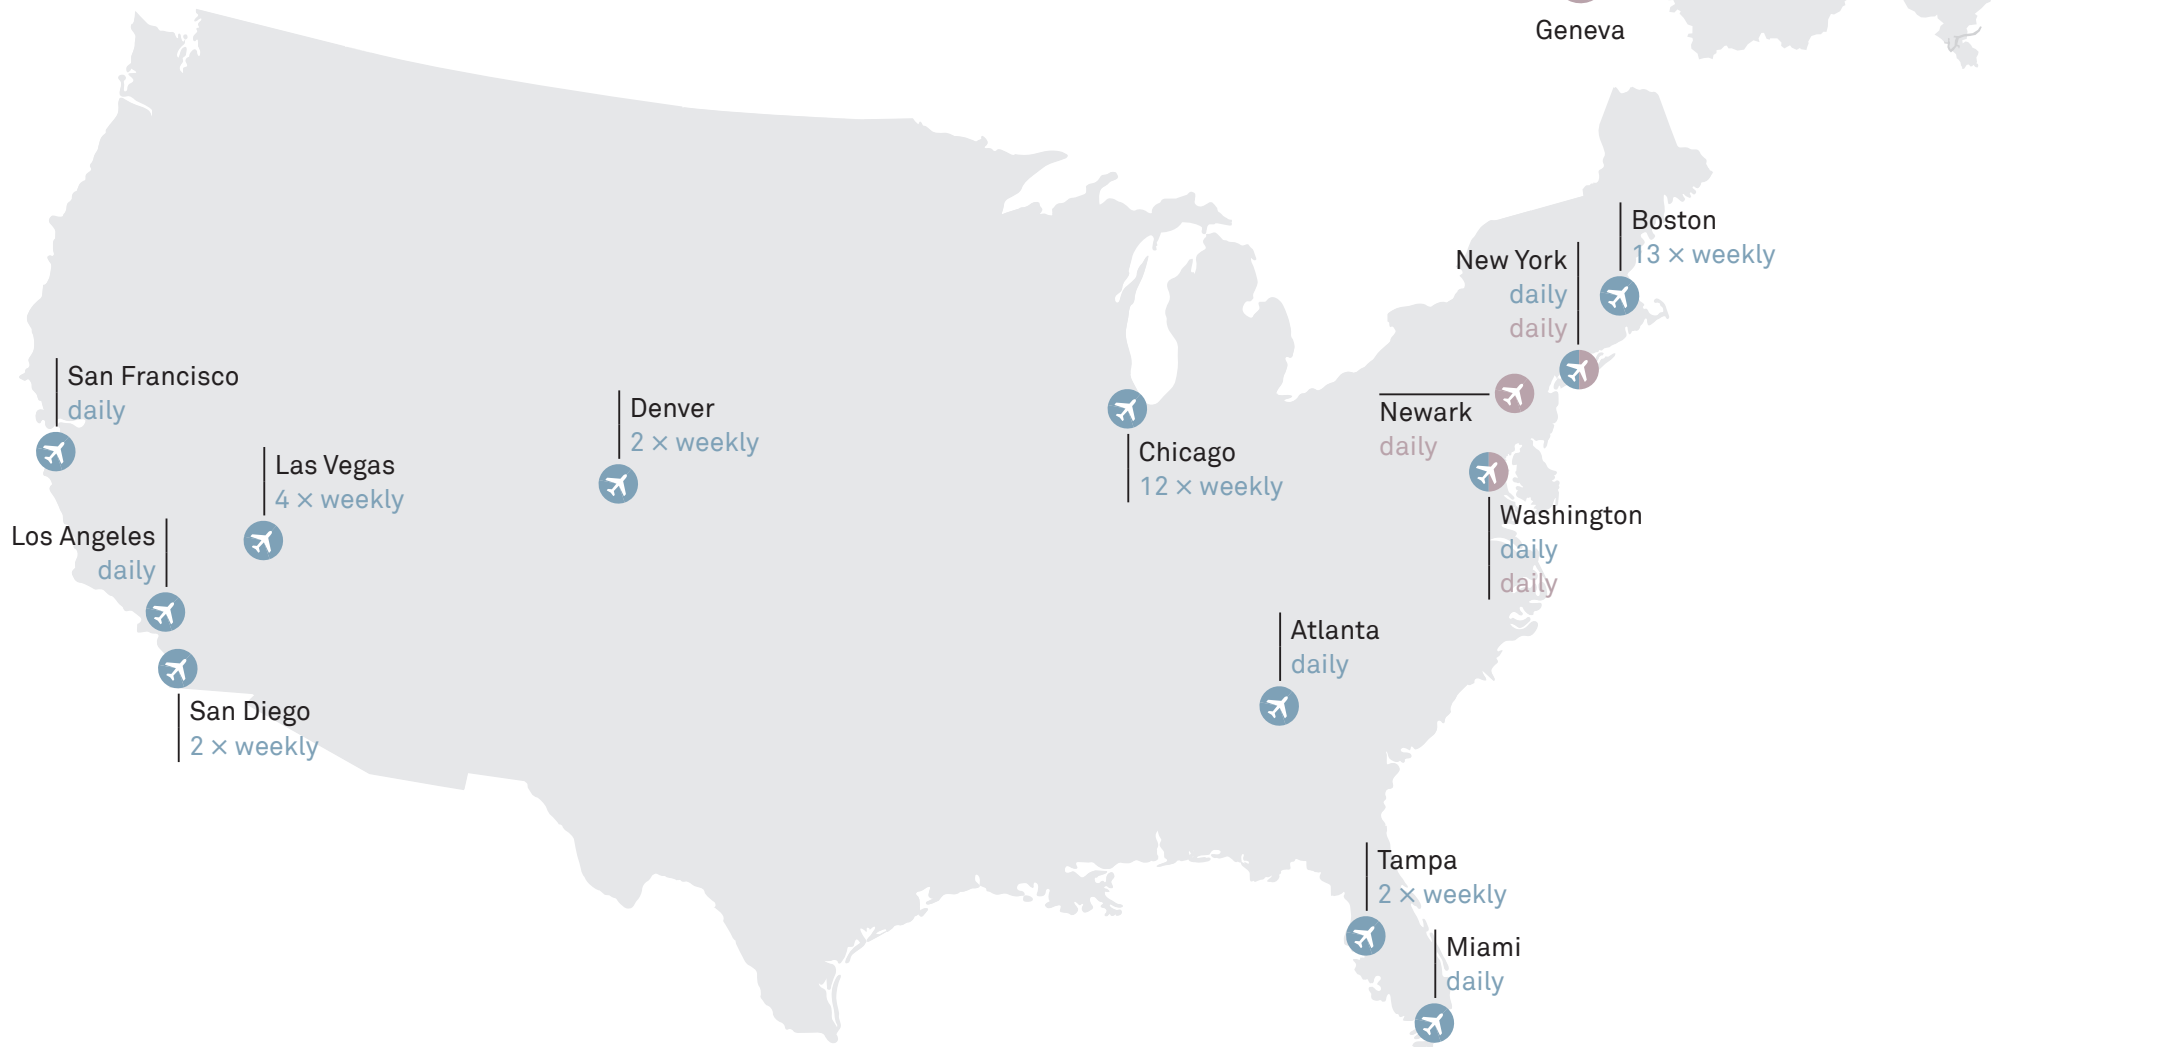 Geneva
Boston
13 × weekly
New York
daily
daily
San Francisco
daily
Denver
2 × weekly
Newark
daily
Chicago
12 × weekly
Las Vegas
4 × weekly
Los Angeles
daily
Washington
daily
daily
Atlanta
daily
San Diego
2 × weekly
Tampa
2 × weekly
Miami
daily